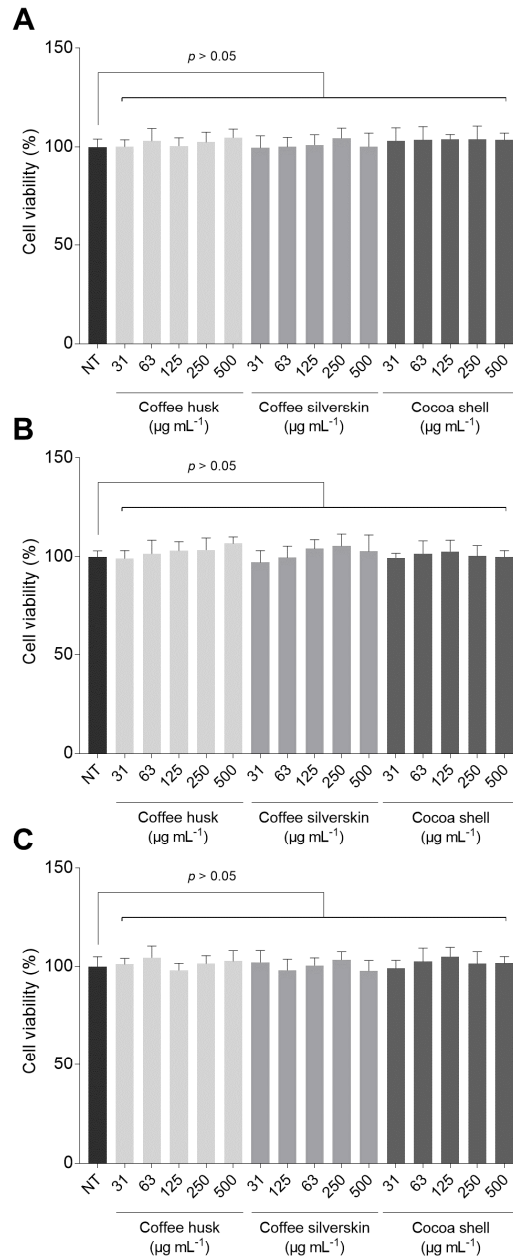 A
150
p > 0.05
100
Cell viability (%)
50
0
NT 31 63 125 250 500 31 63 125 250 500 31 63 125 250 500
Coffee husk Coffee silverskin Cocoa shell
(µg mL⁻¹) (µg mL⁻¹) (µg mL⁻¹)
B
150
p > 0.05
100
Cell viability (%)
50
0
NT 31 63 125 250 500 31 63 125 250 500 31 63 125 250 500
Coffee husk Coffee silverskin Cocoa shell
(µg mL⁻¹) (µg mL⁻¹) (µg mL⁻¹)
C
150
p > 0.05
100
Cell viability (%)
50
0
NT 31 63 125 250 500 31 63 125 250 500 31 63 125 250 500
Coffee husk Coffee silverskin Cocoa shell
(µg mL⁻¹) (µg mL⁻¹) (µg mL⁻¹)